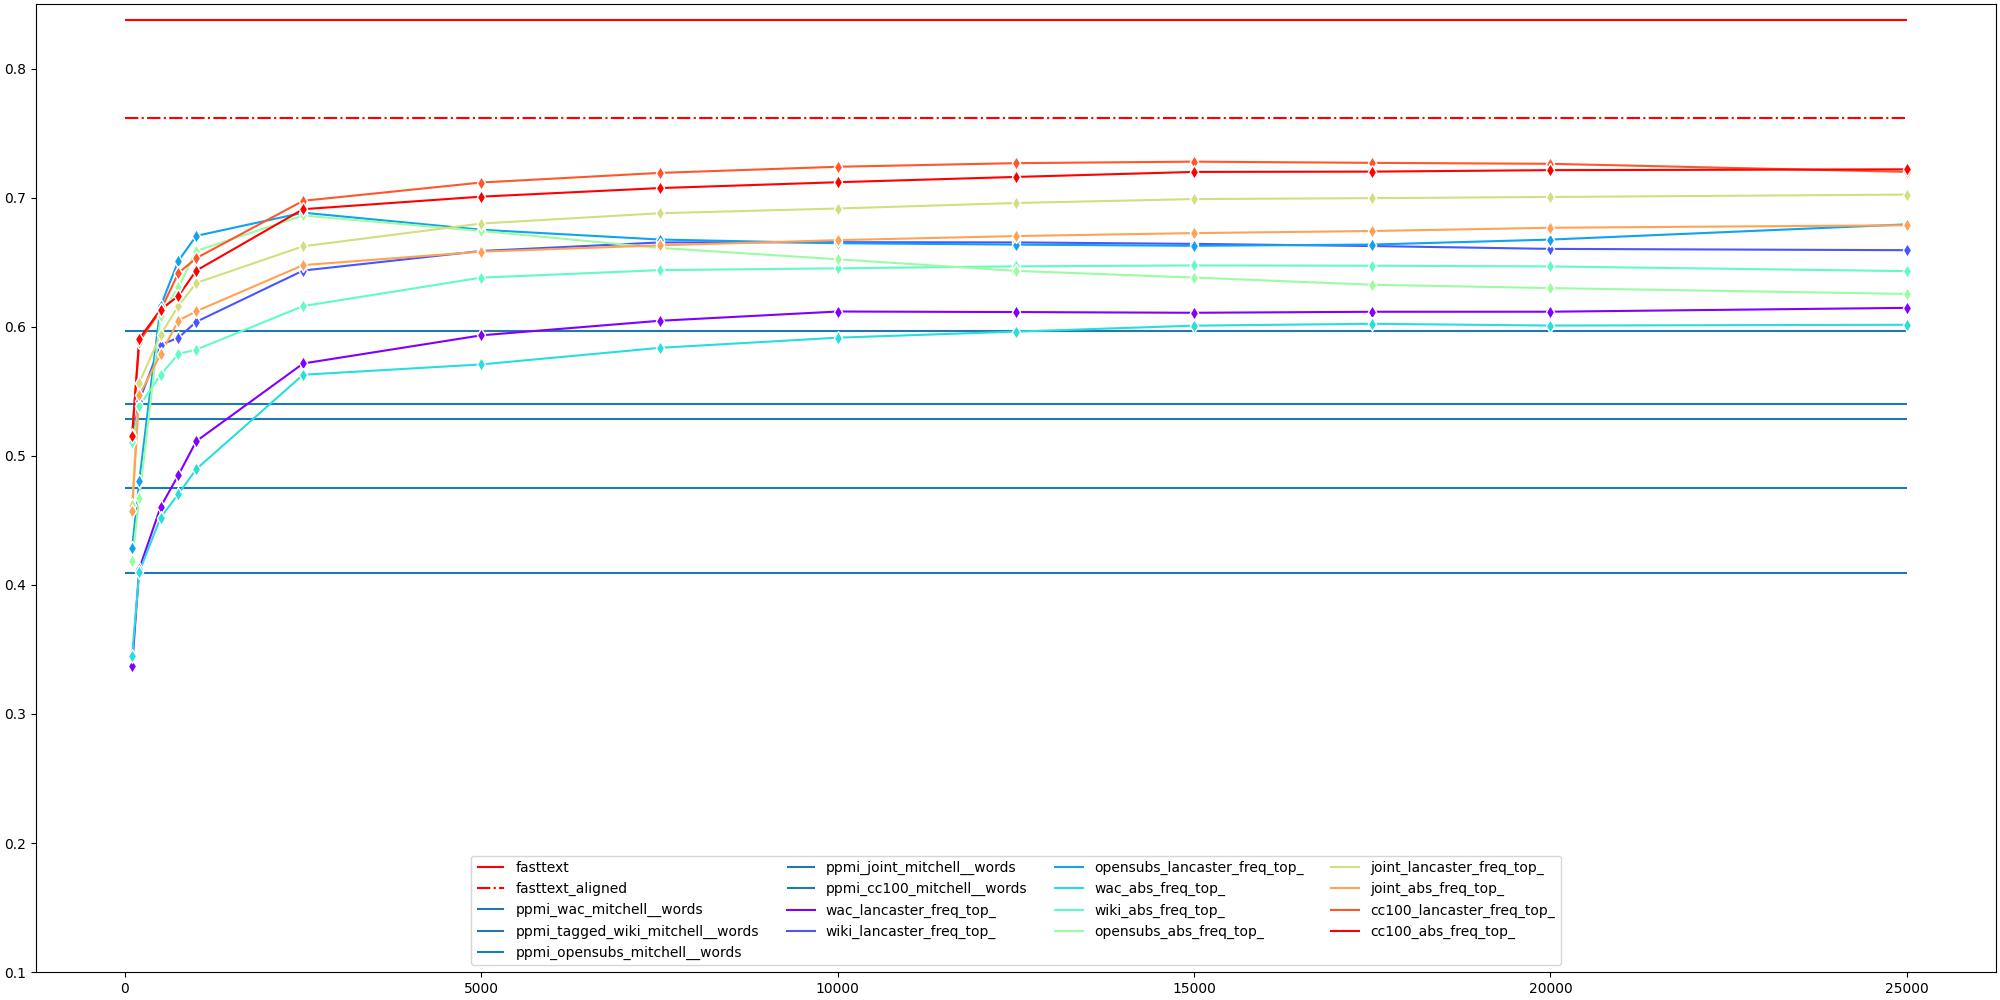 0.8
0.7
0.6
0.5
0.4
0.3
0.2
0.1
fasttext
fasttext_aligned
ppmi_wac_mitchell__words
ppmi_tagged_wiki_mitchell__words
ppmi_opensubs_mitchell__words
ppmi_joint_mitchell__words
ppmi_cc100_mitchell__words
wac_lancaster_freq_top_
wiki_lancaster_freq_top_
opensubs_lancaster_freq_top_
wac_abs_freq_top_
wiki_abs_freq_top_
opensubs_abs_freq_top_
joint_lancaster_freq_top_
joint_abs_freq_top_
cc100_lancaster_freq_top_
cc100_abs_freq_top_
0 5000 10000 15000 20000 25000